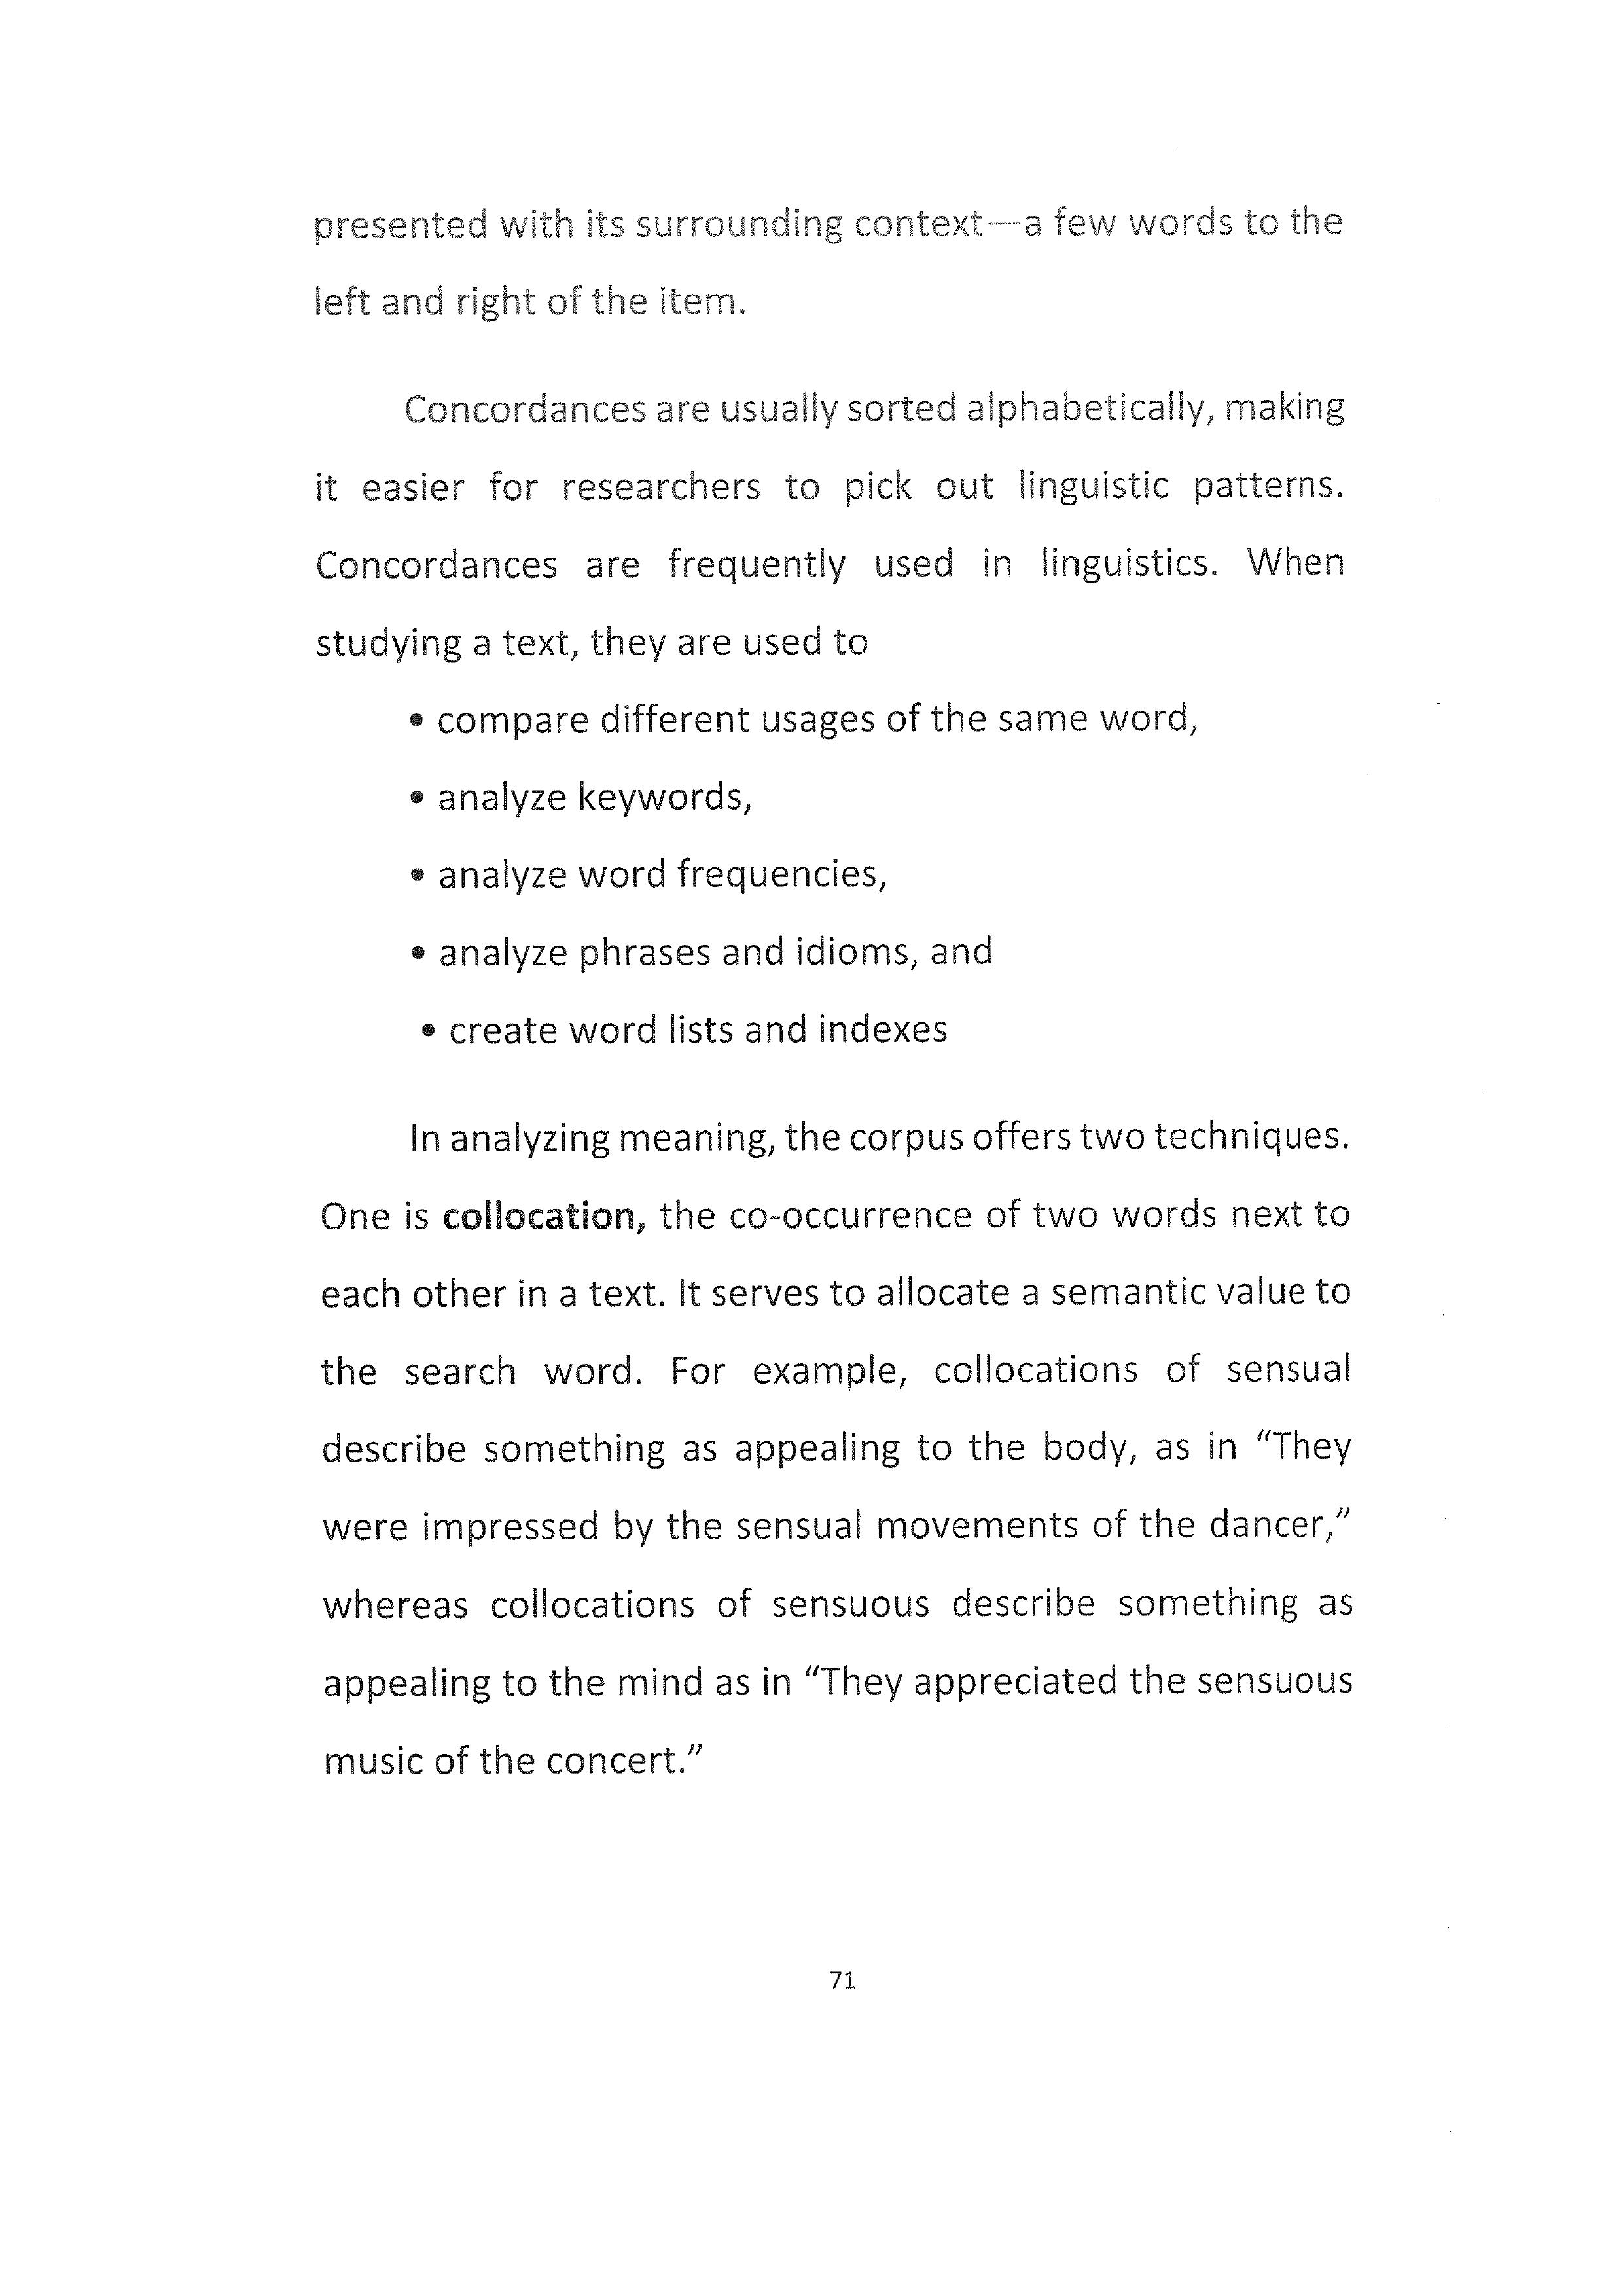 presented with its surrounding context—a few words to the
left and right of the item.
Concordances are usually sorted alphabetically, making
it easier for researchers to pick out linguistic patterns.
Concordances are frequently used in linguistics. When
studying a text, they are used to
• compare different usages of the same word,
• analyze keywords,
• analyze word frequencies,
• analyze phrases and idioms, and
• create word lists and indexes
In analyzing meaning, the corpus offers two techniques.
One is collocation, the co-occurrence of two words next to
each other in a text. It serves to allocate a semantic value to
the search word. For example, collocations of sensual
describe something as appealing to the body, as in “They
were impressed by the sensual movements of the dancer,”
whereas collocations of sensuous describe something as
appealing to the mind as in “They appreciated the sensuous
music of the concert.”
71